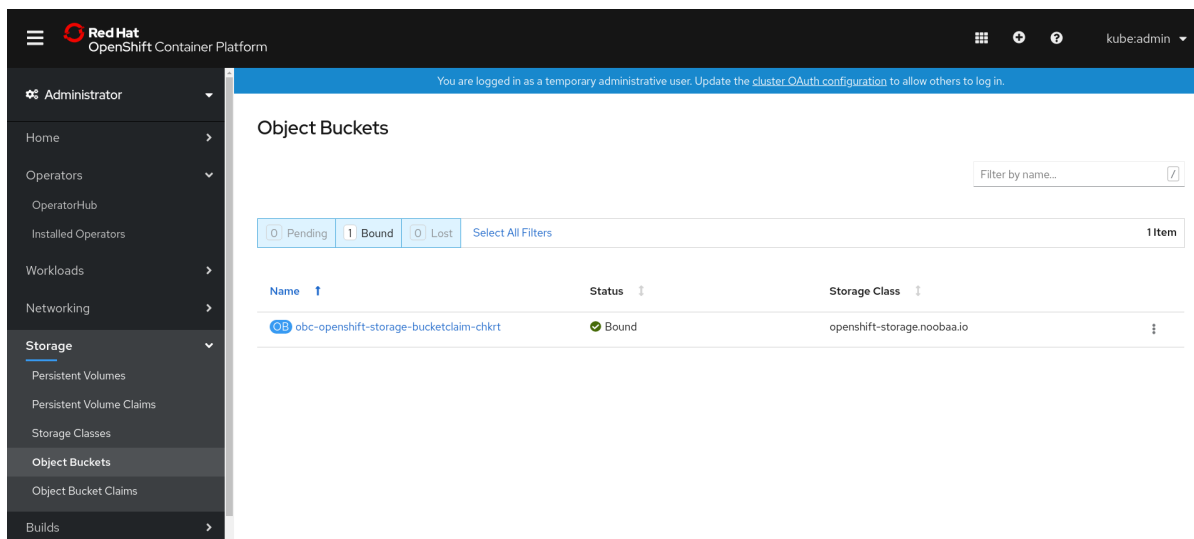 Red Hat
OpenShift Container Platform
kube:admin
Administrator
You are logged in as a temporary administrative user. Update the cluster OAuth configuration to allow others to log in.
Home
Operators
OperatorHub
Installed Operators
Workloads
Networking
Storage
Persistent Volumes
Persistent Volume Claims
Storage Classes
Object Buckets
Object Bucket Claims
Builds
Object Buckets
Filter by name... /
0 Pending 1 Bound 0 Lost Select All Filters 1 Item
Name Status Storage Class
OB obc-openshift-storage-bucketclaim-chkrt Bound openshift-storage.noobaa.io